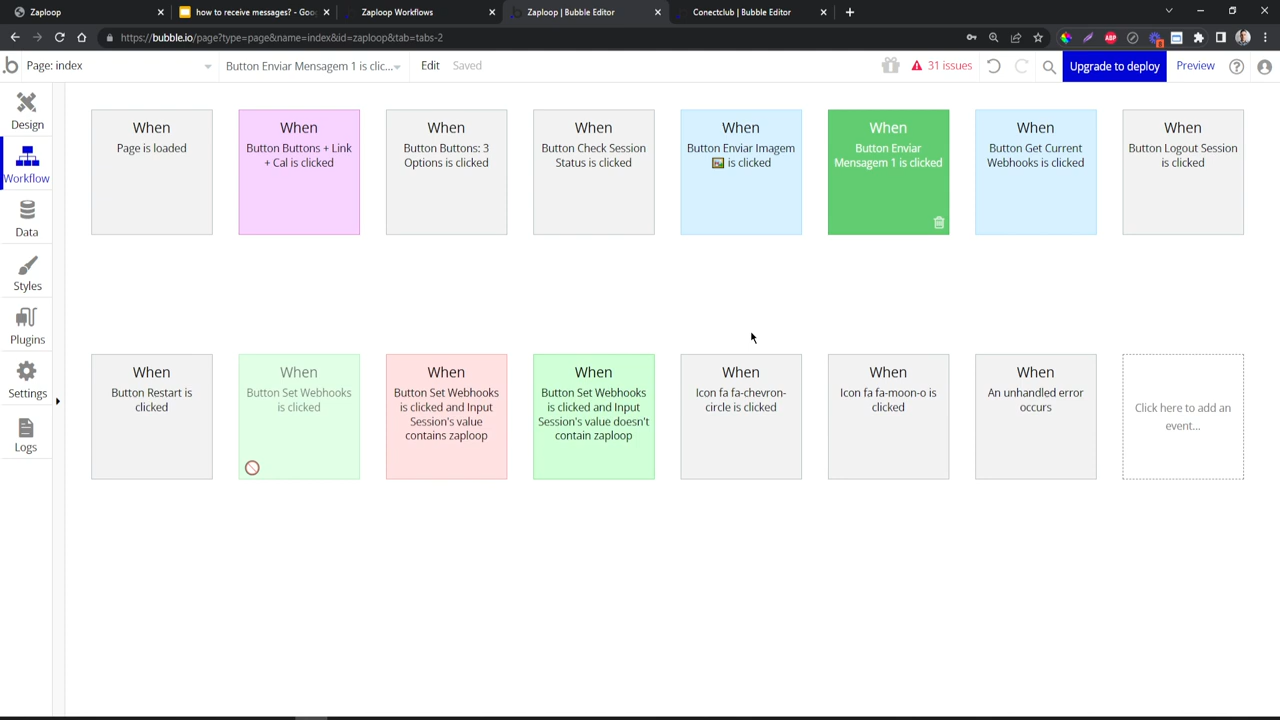 Zaploop
how to receive messages? - Goo
Zaploop Workflows
Zaploop | Bubble Editor
Conectclub | Bubble Editor
https://bubble.io/page?type=page&name=index&id=zaploop&tab=tabs-2
Page: index
Button Enviar Mensagem 1 is clic...
Edit
Saved
31 issues
Upgrade to deploy
Preview
Design
Workflow
Data
Styles
Plugins
Settings
Logs
When
Page is loaded
When
Button Buttons + Link
+ Cal is clicked
When
Button Buttons: 3
Options is clicked
When
Button Check Session
Status is clicked
When
Button Enviar Imagem
🖼️ is clicked
When
Button Enviar
Mensagem 1 is clicked
When
Button Get Current
Webhooks is clicked
When
Button Logout Session
is clicked
When
Button Restart is
clicked
When
Button Set Webhooks
is clicked
When
Button Set Webhooks
is clicked and Input
Session's value
contains zaploop
When
Button Set Webhooks
is clicked and Input
Session's value doesn't
contain zaploop
When
Icon fa fa-chevron-
circle is clicked
When
Icon fa fa-moon-o is
clicked
When
An unhandled error
occurs
Click here to add an
event...